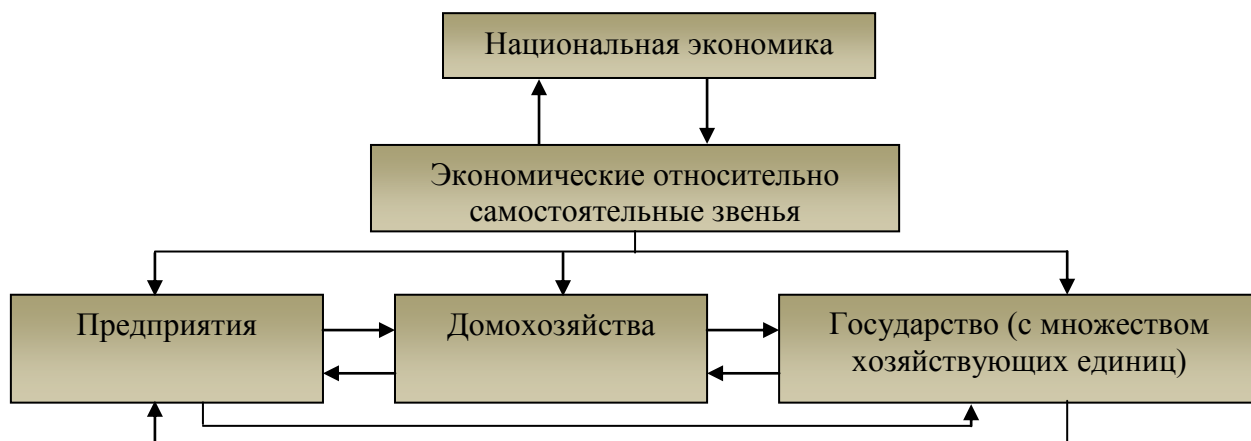 Национальная экономика
Экономические относительно
самостоятельные звенья
Предприятия
Домохозяйства
Государство (с множеством
хозяйствующих единиц)